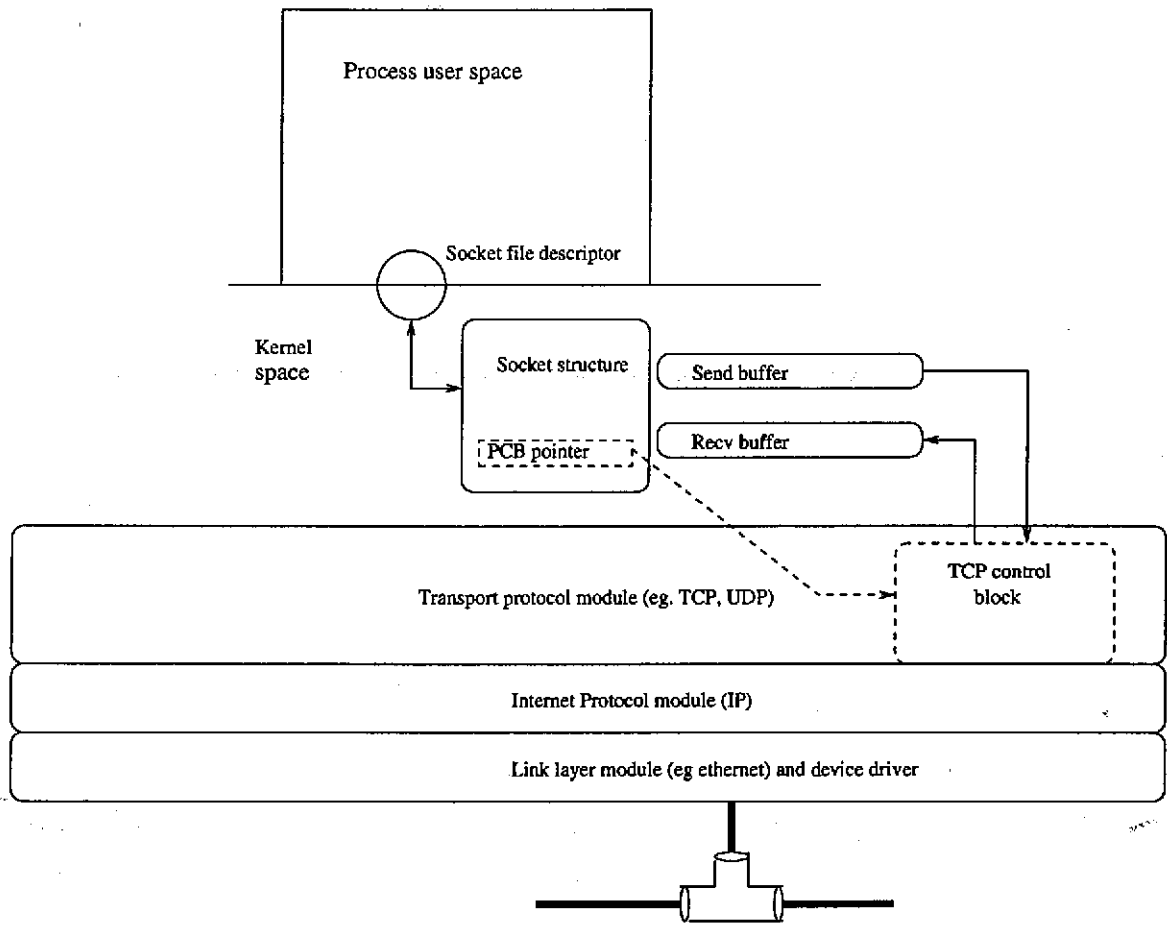 Process user space
Socket file descriptor
Kernel
space
Socket structure
Send buffer
Recv buffer
PCB pointer
TCP control
block
Transport protocol module (eg. TCP, UDP)
Internet Protocol module (IP)
Link layer module (eg ethernet) and device driver